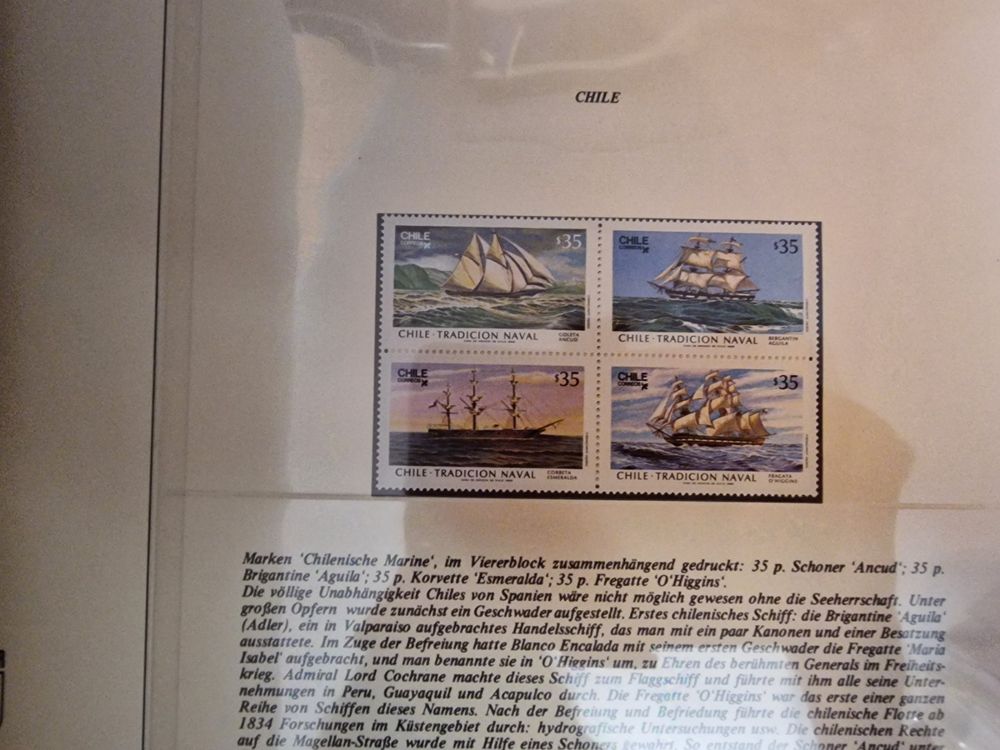 CHILE
CHILE
CORREOS
$35
CHILE · TRADICION NAVAL
GOLETA
ANCUD
CHILE
CORREOS
$35
CHILE · TRADICION NAVAL
BERGANTIN
AGUILA
CHILE
CORREOS
$35
CHILE · TRADICION NAVAL
CORBETA
ESMERALDA
CHILE
CORREOS
$35
CHILE · TRADICION NAVAL
FRAGATA
O'HIGGINS
Marken 'Chilenische Marine', im Viererblock zusammenhängend gedruckt: 35 p. Schoner 'Ancud'; 35 p.
Brigantine 'Aguila'; 35 p. Korvette 'Esmeralda'; 35 p. Fregatte 'O'Higgins'.
Die völlige Unabhängigkeit Chiles von Spanien wäre nicht möglich gewesen ohne die Seeherrschaft. Unter
großen Opfern wurde zunächst ein Geschwader aufgestellt. Erstes chilenisches Schiff: die Brigantine 'Aguila'
(Adler), ein in Valparaiso aufgebrachtes Handelsschiff, das man mit ein paar Kanonen und einer Besatzung
ausstattete. Im Zuge der Befreiung hatte Blanco Encalada mit seinem ersten Geschwader die Fregatte 'Maria
Isabel' aufgebracht, und man benannte sie in 'O'Higgins' um, zu Ehren des berühmten Generals im Freiheits-
krieg. Admiral Lord Cochrane machte dieses Schiff zum Flaggschiff und führte mit ihm alle seine Unter-
nehmungen in Peru, Guayaquil und Acapulco durch. Die Fregatte 'O'Higgins' war das erste einer ganzen
Reihe von Schiffen dieses Namens. Nach der Befreiung und Befriedung führte die chilenische Flotte ab
1834 Forschungen im Küstengebiet durch: hydrografische Untersuchungen usw. Die chilenischen Rechte
auf die Magellan-Straße wurde mit Hilfe eines Schoners gewahrt. So entstand der Schoner 'Ancud' und